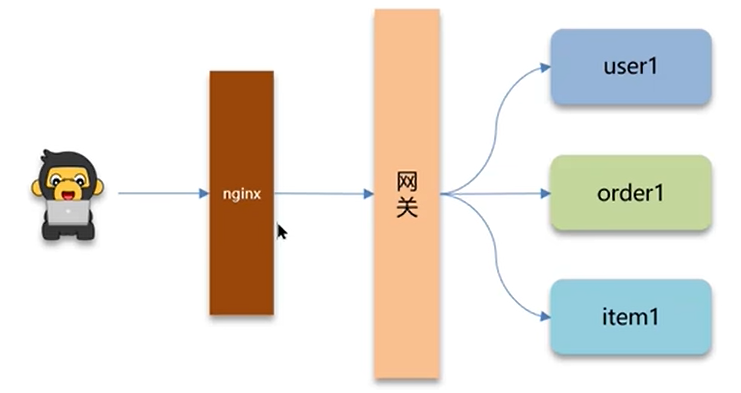 nginx
网
关
user1
order1
item1